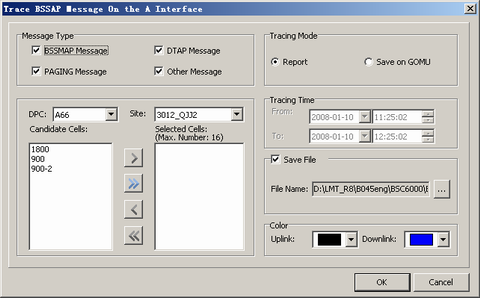 Trace BSSAP Message On the A Interface
Message Type
BSSMAP Message
DTAP Message
PAGING Message
Other Message
DPC: A66
Site: 3012_QJJ2
Candidate Cells:
Selected Cells:
(Max. Number: 16)
1800
900
900-2
Tracing Mode
Report
Save on GOMU
Tracing Time
From: 2008-01-10 11:25:02
To: 2008-01-10 12:25:02
Save File
File Name: D:\LMT_R8\B045eng\BSC6000\E ...
Color
Uplink:
Downlink:
OK
Cancel